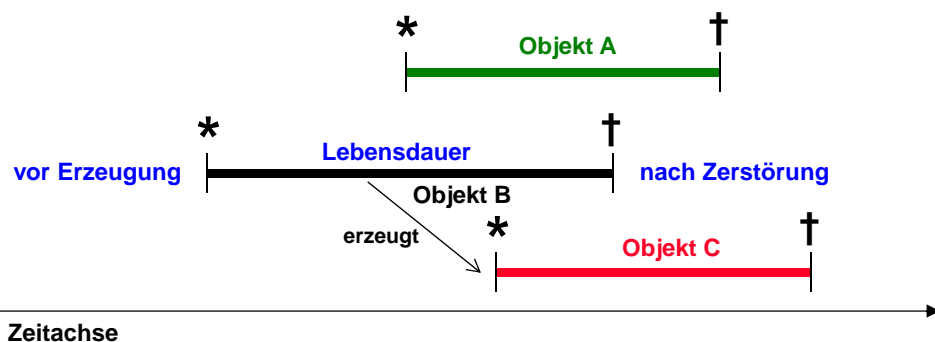 * †
Objekt A
* †
Lebensdauer
vor Erzeugung nach Zerstörung
Objekt B
erzeugt
* †
Objekt C
Zeitachse